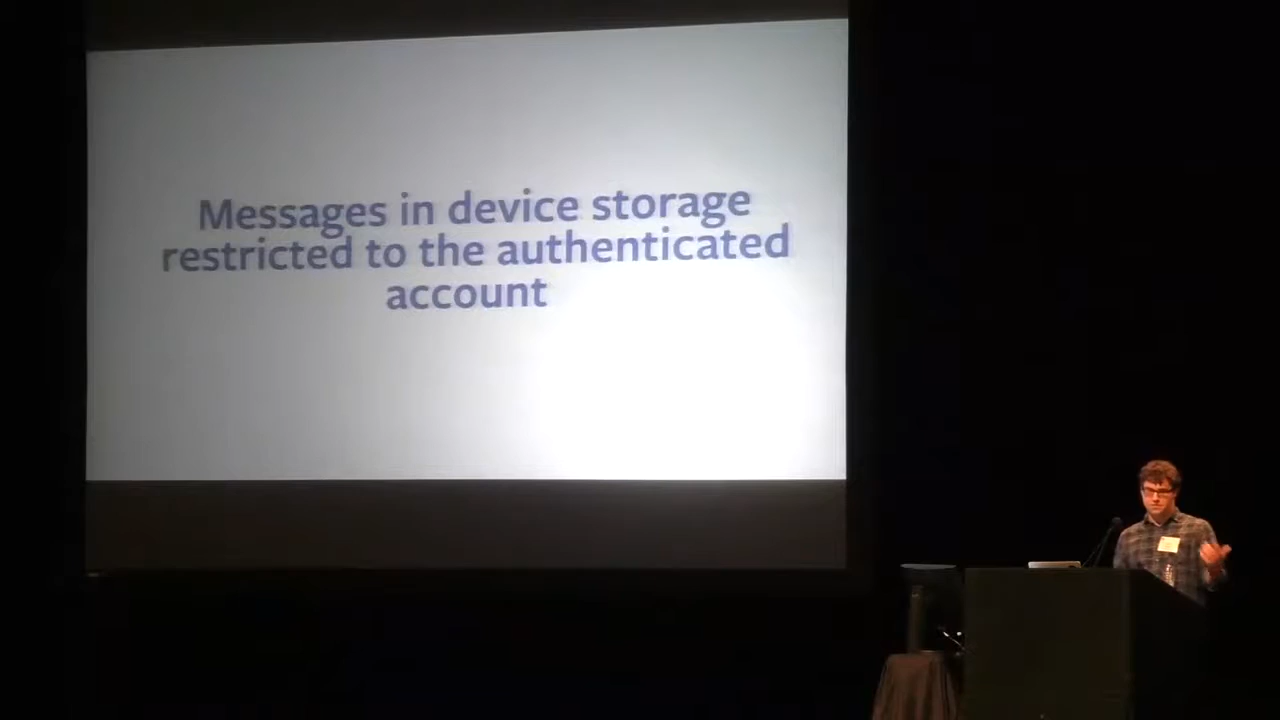 Messages in device storage
restricted to the authenticated
account